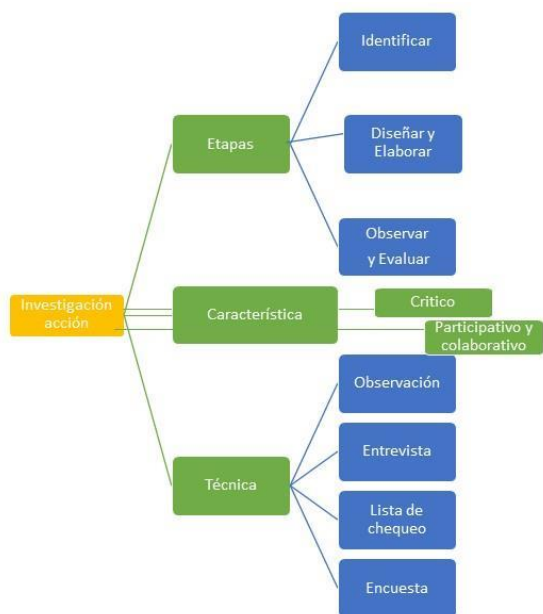 Identificar
Etapas
Diseñar y
Elaborar
Observar
y Evaluar
Investigación
acción
Característica
Critico
Participativo y
colaborativo
Observación
Entrevista
Técnica
Lista de
chequeo
Encuesta